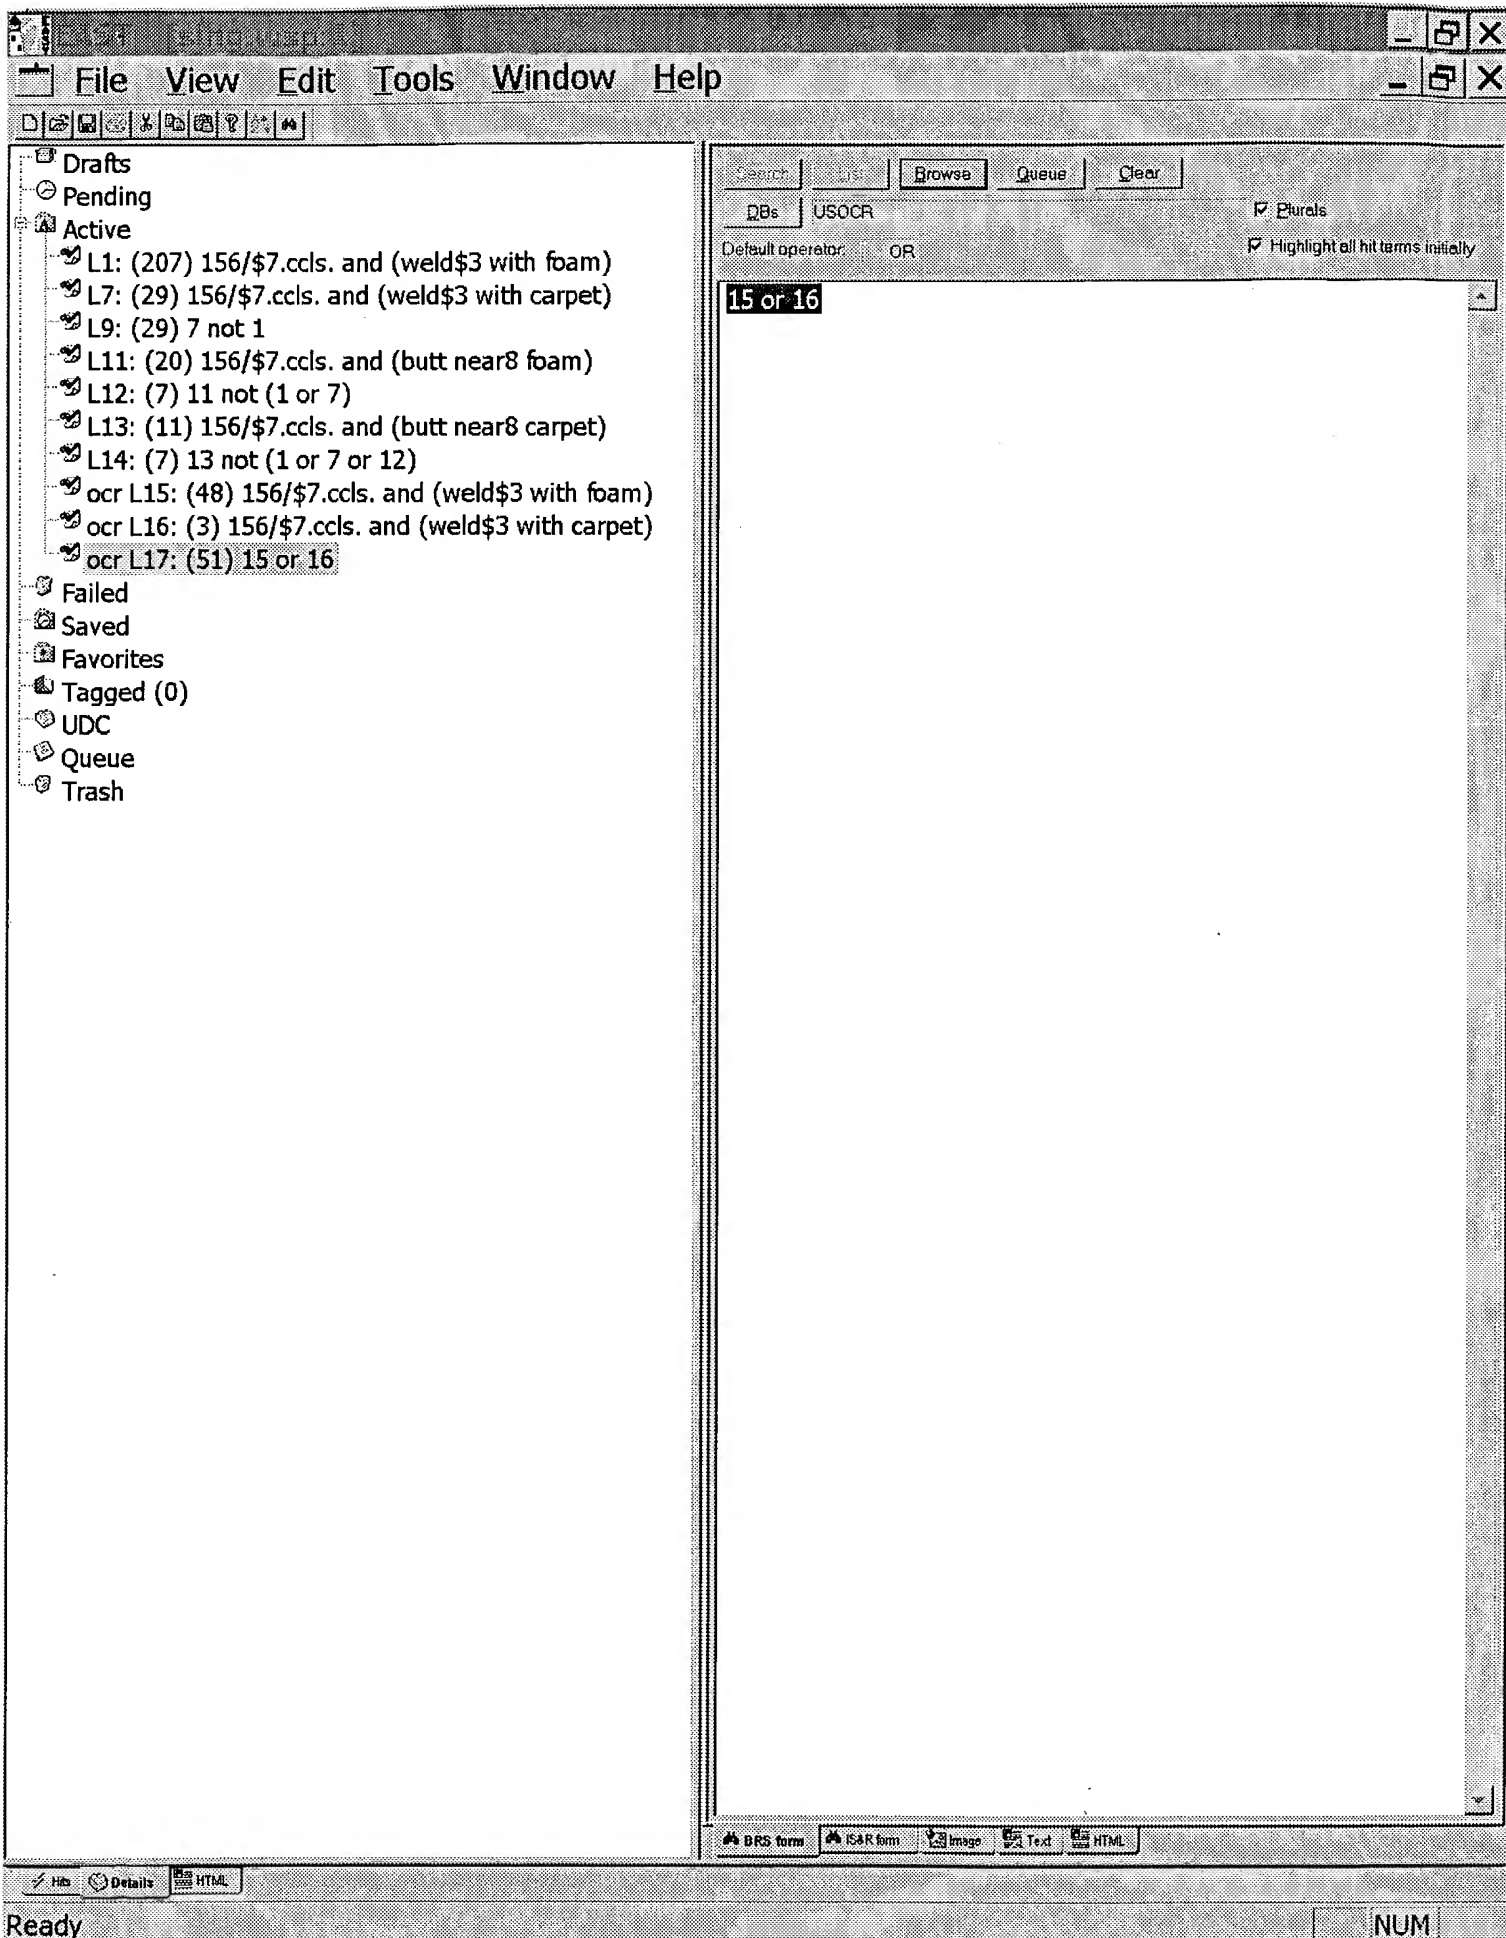 File View Edit Tools Window Help
Drafts
Pending
Active
L1: (207) 156/$7.ccls. and (weld$3 with foam)
L7: (29) 156/$7.ccls. and (weld$3 with carpet)
L9: (29) 7 not 1
L11: (20) 156/$7.ccls. and (butt near8 foam)
L12: (7) 11 not (1 or 7)
L13: (11) 156/$7.ccls. and (butt near8 carpet)
L14: (7) 13 not (1 or 7 or 12)
ocr L15: (48) 156/$7.ccls. and (weld$3 with foam)
ocr L16: (3) 156/$7.ccls. and (weld$3 with carpet)
ocr L17: (51) 15 or 16
Failed
Saved
Favorites
Tagged (0)
UDC
Queue
Trash
Search List Browse Queue Clear
DBs USOCR Plurals
Default operator: OR Highlight all hit terms initially
15 or 16
BRS form IS&R form Image Text HTML
Hits Details HTML
Ready NUM